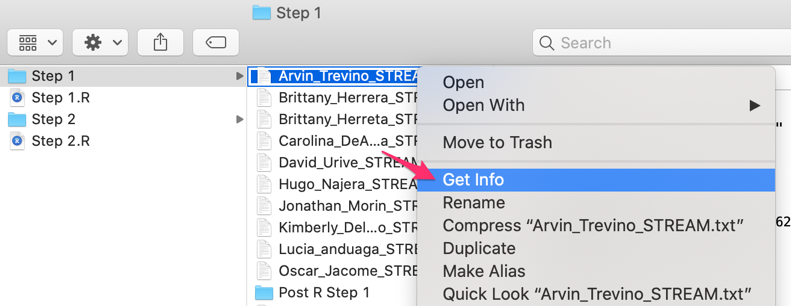 Step 1
Search
Step 1
Step 1.R
Step 2
Step 2.R
Arvin_Trevino_STREA
Brittany_Herrera_STR
Brittany_Herreta_STR
Carolina_DeA...a_STR
David_Urive_STREAM
Hugo_Najera_STREA
Jonathan_Morin_STR
Kimberly_Del...o_STR
Lucia_anduaga_STRE
Oscar_Jacome_STREA
Post R Step 1
Open
Open With
Move to Trash
Get Info
Rename
Compress “Arvin_Trevino_STREAM.txt”
Duplicate
Make Alias
Quick Look “Arvin_Trevino_STREAM.txt”
"
62